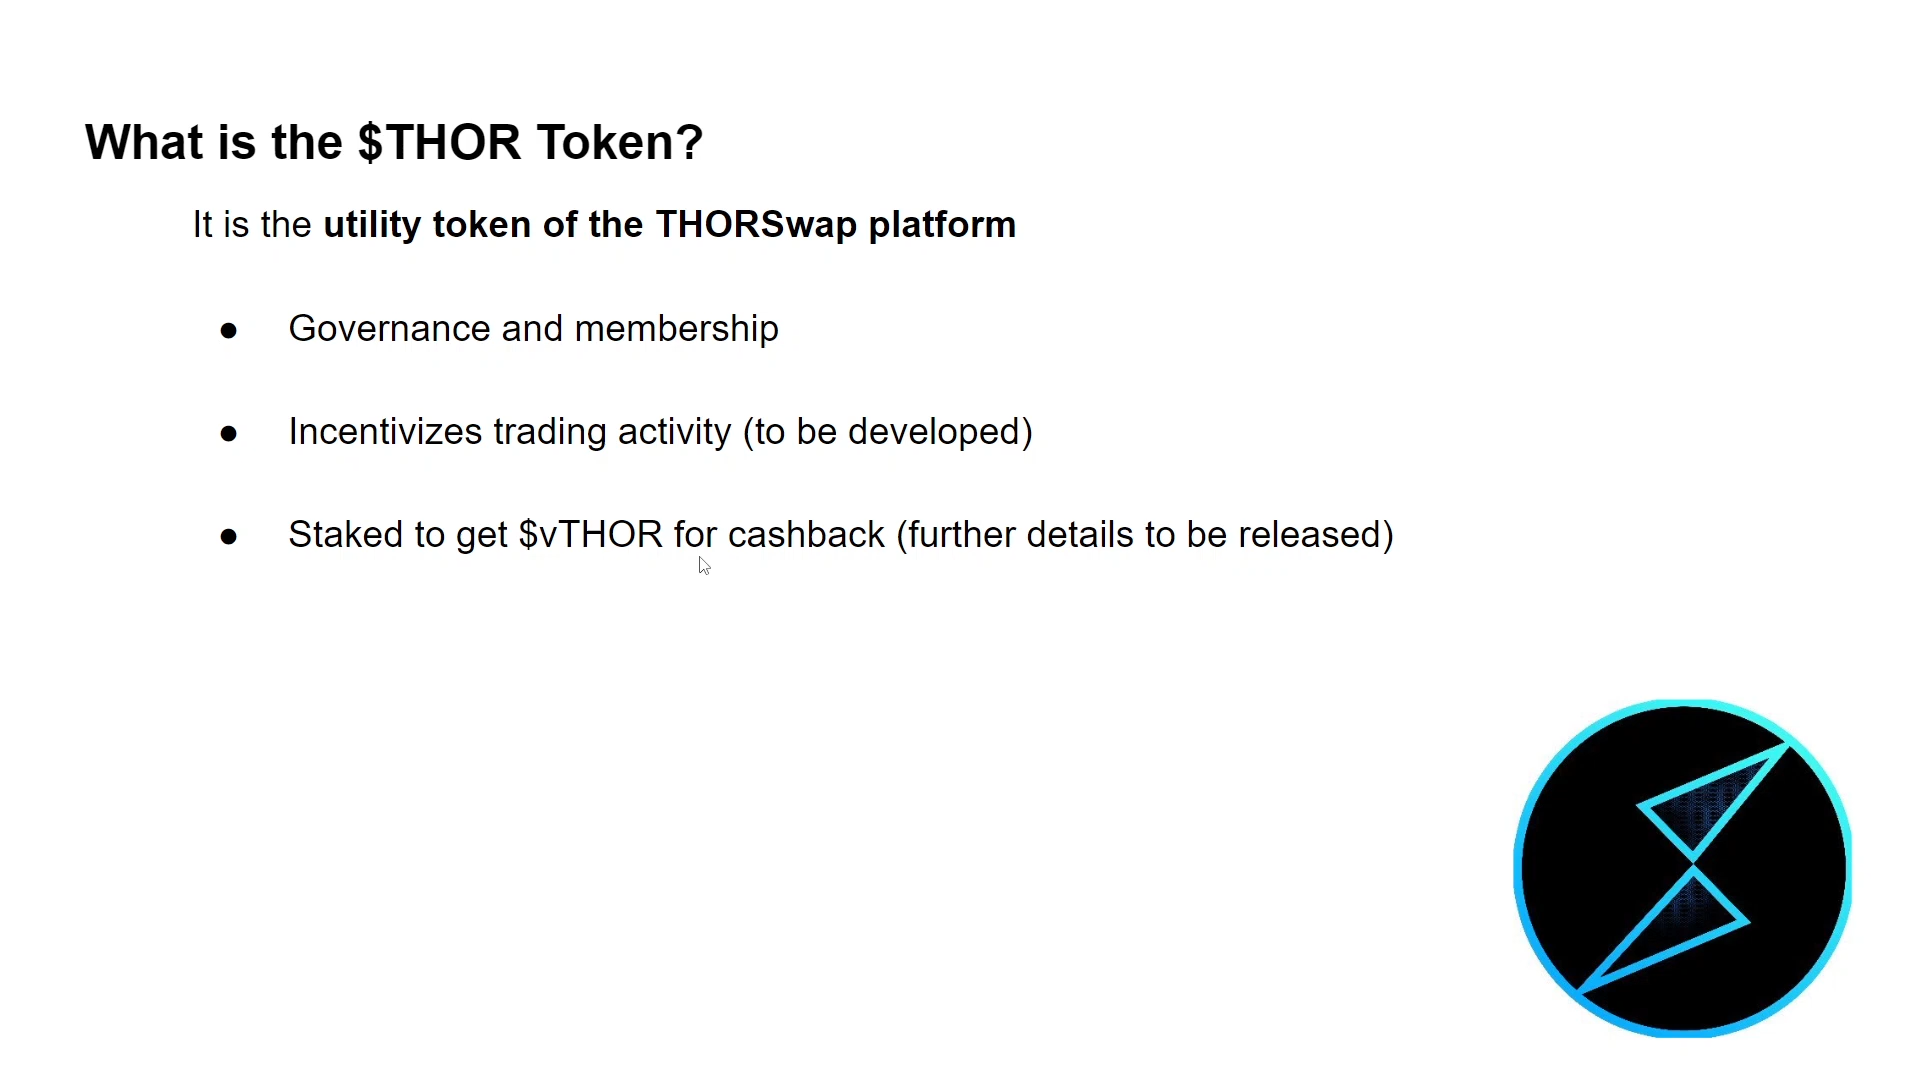 What is the $THOR Token?
It is the utility token of the THORSwap platform
● Governance and membership
● Incentivizes trading activity (to be developed)
● Staked to get $vTHOR for cashback (further details to be released)